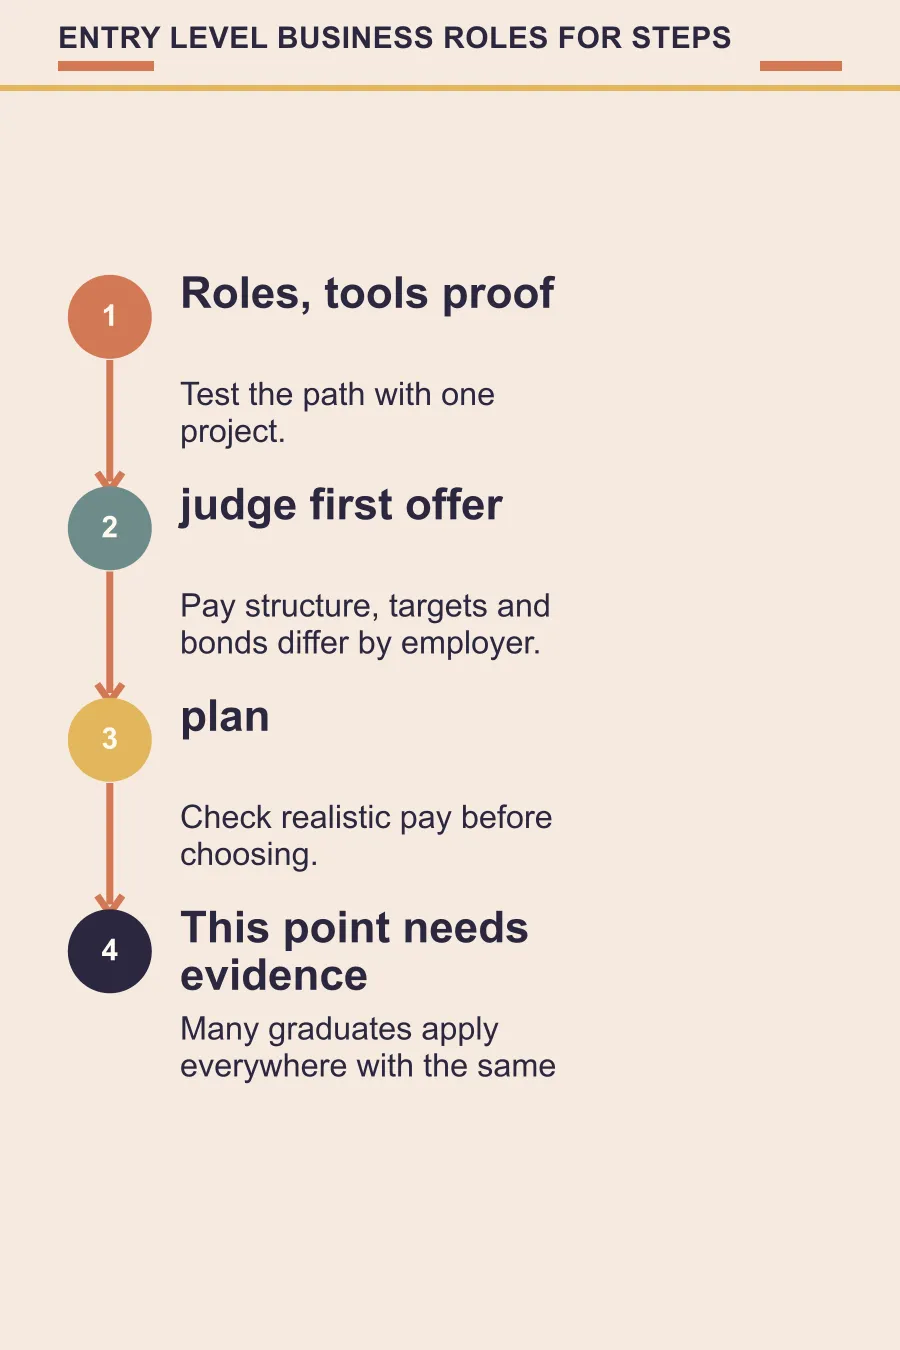 ENTRY LEVEL BUSINESS ROLES FOR STEPS
1
Roles, tools proof
Test the path with one
project.
2
judge first offer
Pay structure, targets and
bonds differ by employer.
3
plan
Check realistic pay before
choosing.
4
This point needs
evidence
Many graduates apply
everywhere with the same